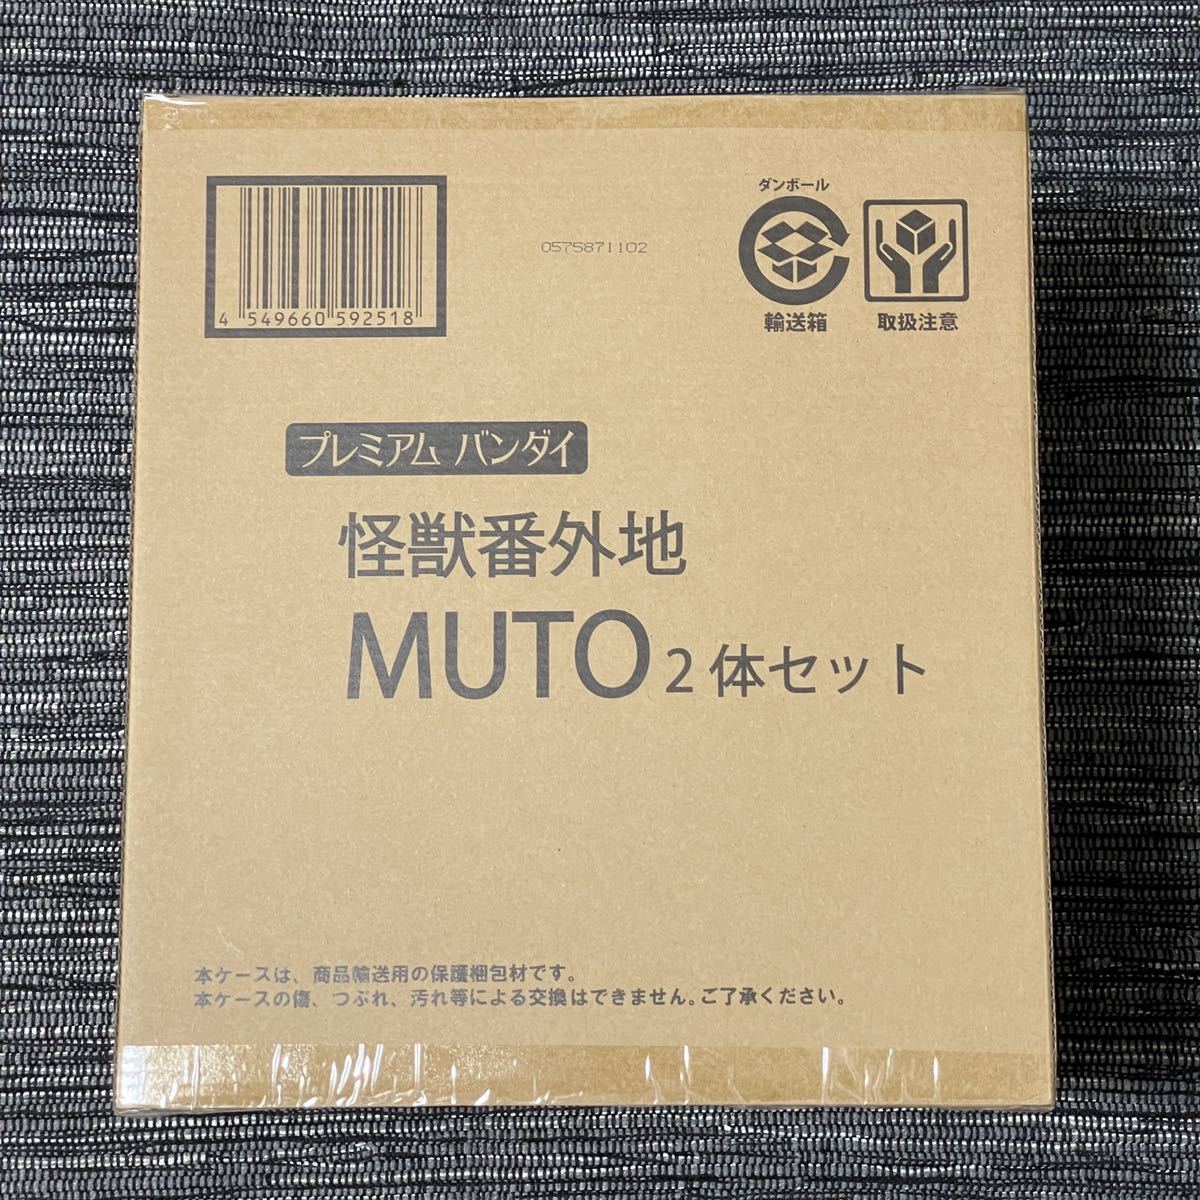 4 549660 592518
0575871102
ダンボール
輸送箱
取扱注意
プレミアム バンダイ
怪獣番外地
MUTO 2体セット
本ケースは、商品輸送用の保護梱包材です。
本ケースの傷、つぶれ、汚れ等による交換はできません。ご了承ください。